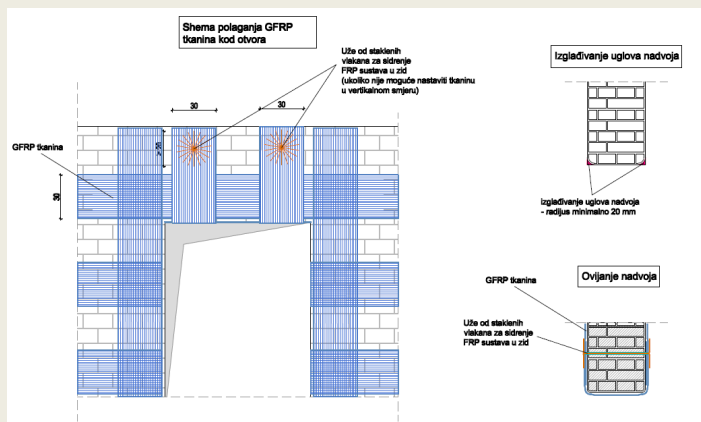 Shema polaganja GFRP
tkanina kod otvora
Uže od staklenih
vlakana za sidrenje
FRP sustava u zid
(ukoliko nije moguće nastaviti tkaninu
u vertikalnom smjeru)
30
30
GFRP tkanina
30
Izglađivanje uglova nadvoja
izglađivanje uglova nadvoja
- radijus minimalno 20 mm
Ovijanje nadvoja
GFRP tkanina
Uže od staklenih
vlakana za sidrenje
FRP sustava u zid